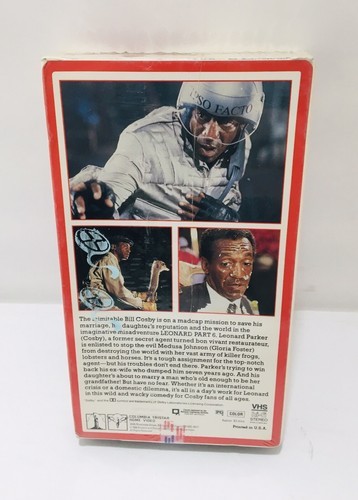 IPSO FACTO
The inimitable Bill Cosby is on a madcap mission to save his
marriage, his daughter's reputation and the world in the
imaginative misadventure LEONARD PART 6. Leonard Parker
(Cosby), a former secret agent turned bon vivant restaurateur,
is enlisted to stop the evil Medusa Johnson (Gloria Foster)
from destroying the world with her vast army of killer frogs,
lobsters and horses. It's a tough assignment for the top-notch
agent—but his troubles don't end there. Parker's trying to win
back his ex-wife who dumped him seven years ago. And his
daughter's about to marry a man who's old enough to be her
grandfather! But have no fear. Whether it's an international
crisis or a domestic dilemma, it's all in a day's work for Leonard
in this wild and wacky comedy for Cosby fans of all ages.
COLUMBIA TRISTAR
HOME VIDEO
PG
COLOR
VHS
STEREO
Printed in U.S.A.